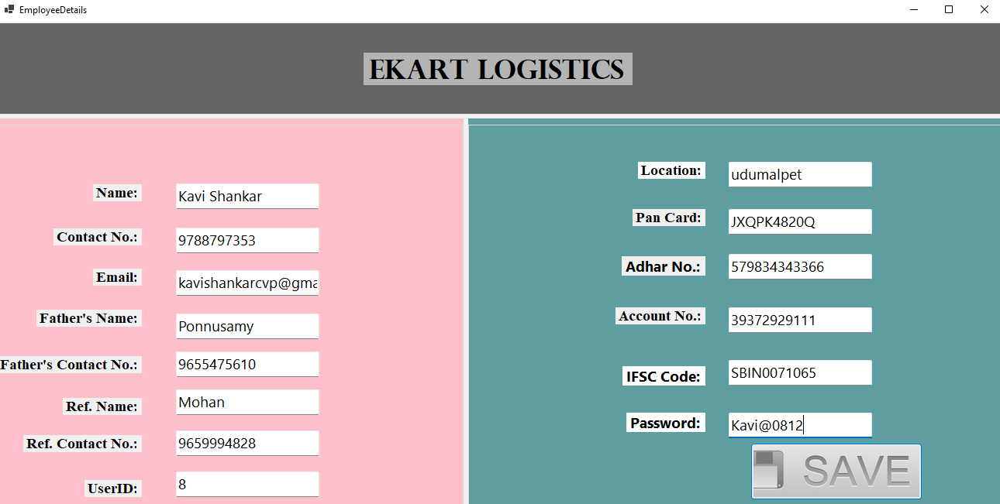 EmployeeDetails
EKART LOGISTICS
Name: Kavi Shankar
Contact No.: 9788797353
Email: kavishankarcvp@gma
Father's Name: Ponnusamy
Father's Contact No.: 9655475610
Ref. Name: Mohan
Ref. Contact No.: 9659994828
UserID: 8
Location: udumalpet
Pan Card: JXQPK4820Q
Adhar No.: 579834343366
Account No.: 39372929111
IFSC Code: SBIN0071065
Password: Kavi@0812
SAVE